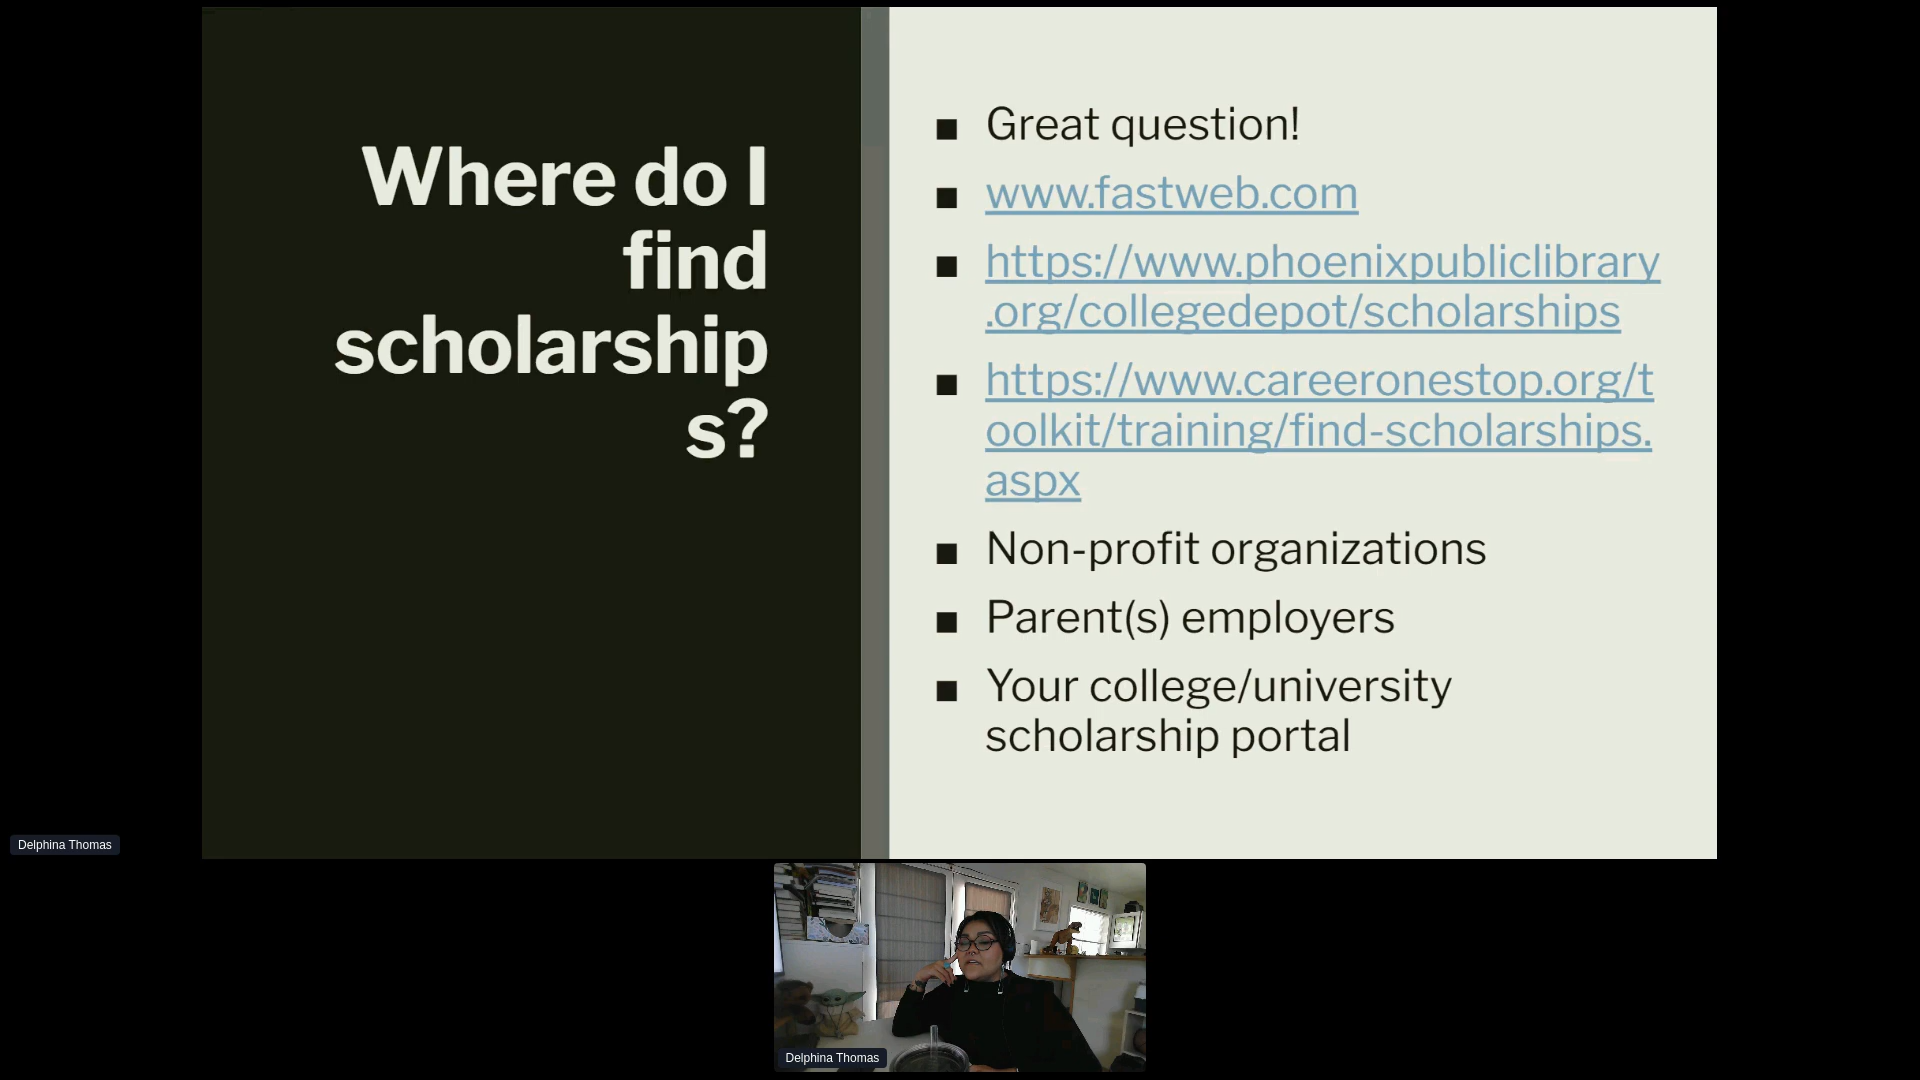 Where do I
find
scholarship
s?
■ Great question!
■ www.fastweb.com
■ https://www.phoenixpubliclibrary
.org/collegedepot/scholarships
■ https://www.careeronestop.org/t
oolkit/training/find-scholarships.
aspx
■ Non-profit organizations
■ Parent(s) employers
■ Your college/university
scholarship portal
Delphina Thomas
Delphina Thomas